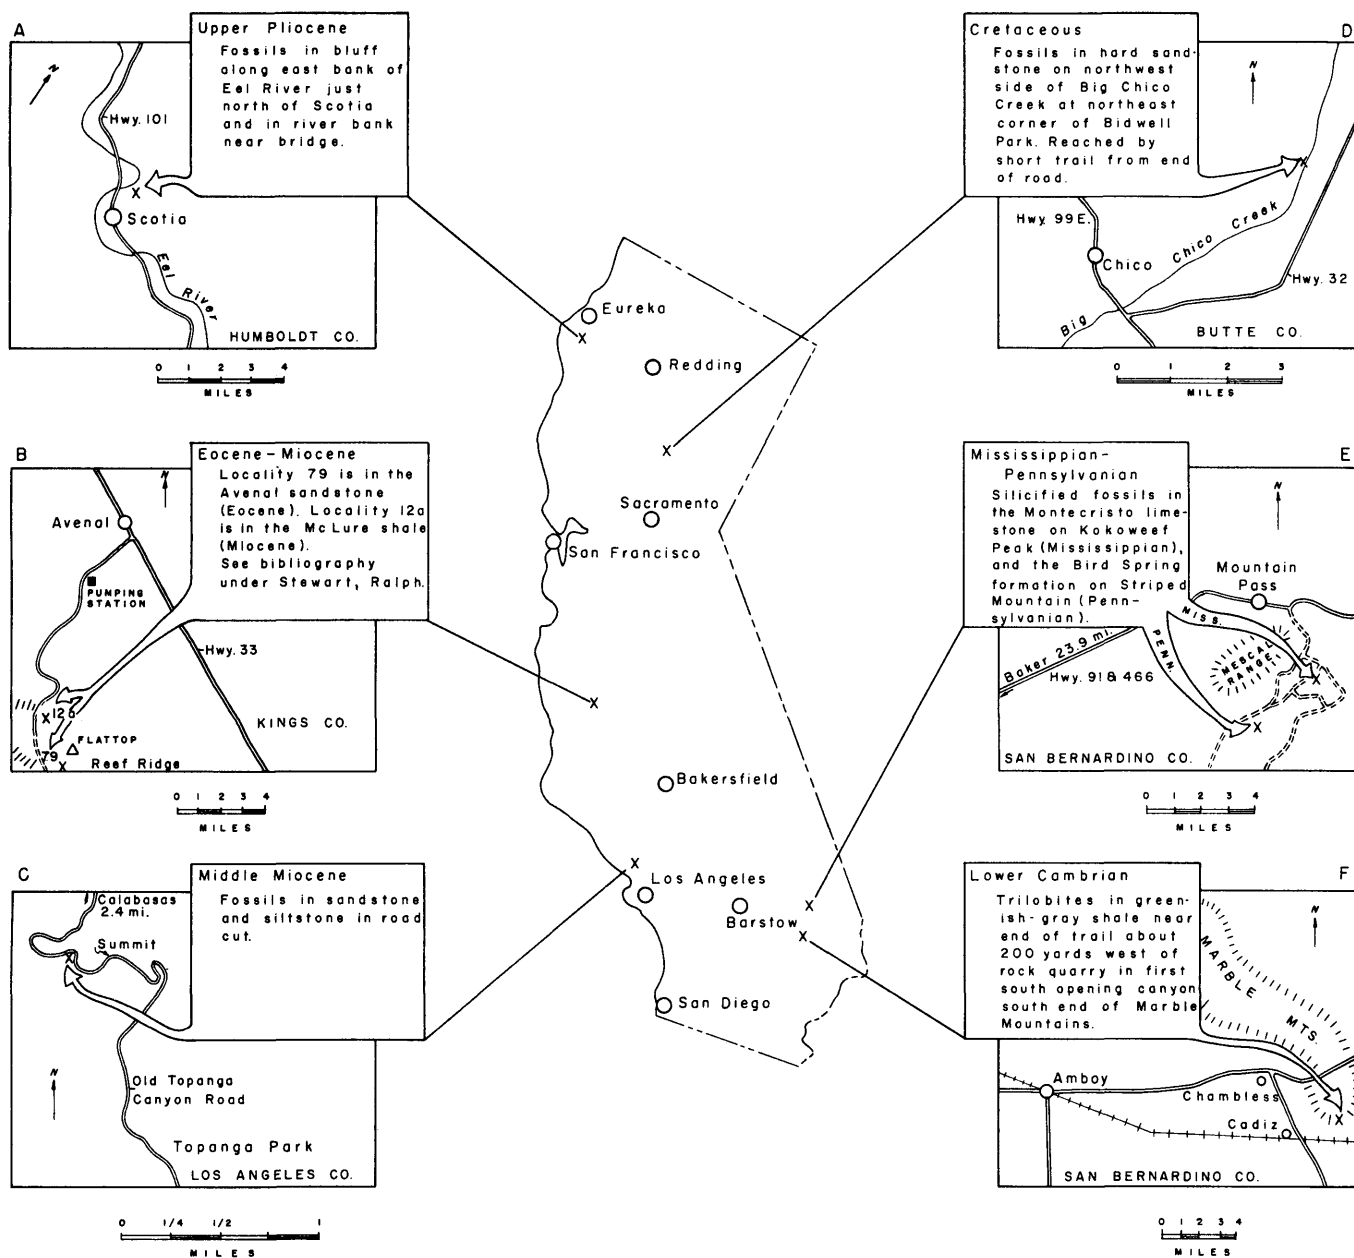 A
Upper Pliocene
Fossils in bluff
along east bank of
Eel River just
north of Scotia
and in river bank
near bridge.
N
Hwy. 101
Scotia
Eel River
HUMBOLDT CO.
0 1 2 3 4
MILES
B
Eocene-Miocene
Locality 79 is in the
Avenal sandstone
(Eocene). Locality 12a
is in the McLure shale
(Miocene).
See bibliography
under Stewart, Ralph.
N
Avenal
PUMPING
STATION
Hwy. 33
X
KINGS CO.
FLATTOP
79
X
Reef Ridge
0 1 2 3 4
MILES
C
Middle Miocene
Fossils in sandstone
and siltstone in road
cut.
Calabasas
2.4 mi.
Summit
X
N
Old Topanga
Canyon Road
Topanga Park
LOS ANGELES CO.
0 1/4 1/2 1
MILES
Eureka
X
Redding
X
Sacramento
San Francisco
X
Bakersfield
X
Los Angeles
Barstow
X
X
San Diego
D
Cretaceous
Fossils in hard sand-
stone on northwest
side of Big Chico
Creek at northeast
corner of Bidwell
Park. Reached by
short trail from end
of road.
N
X
Hwy. 99E.
Chico
Big Chico Creek
Hwy. 32
BUTTE CO.
0 1 2 3
MILES
E
Mississippian-
Pennsylvanian
Silicified fossils in
the Montecristo lime-
stone on Kokoweef
Peak (Mississippian),
and the Bird Spring
formation on Striped
Mountain (Penn-
sylvanian).
N
Mountain
Pass
MISS.
PENN.
MESCAL
RANGE
X
X
Baker 23.9 mi.
Hwy. 91 & 466
SAN BERNARDINO CO.
0 1 2 3 4
MILES
F
Lower Cambrian
Trilobites in green-
ish-gray shale near
end of trail about
200 yards west of
rock quarry in first
south opening canyon
south end of Marble
Mountains.
N
MARBLE
MTS.
Amboy
Chambless
Cadiz
X
SAN BERNARDINO CO.
0 1 2 3 4
MILES